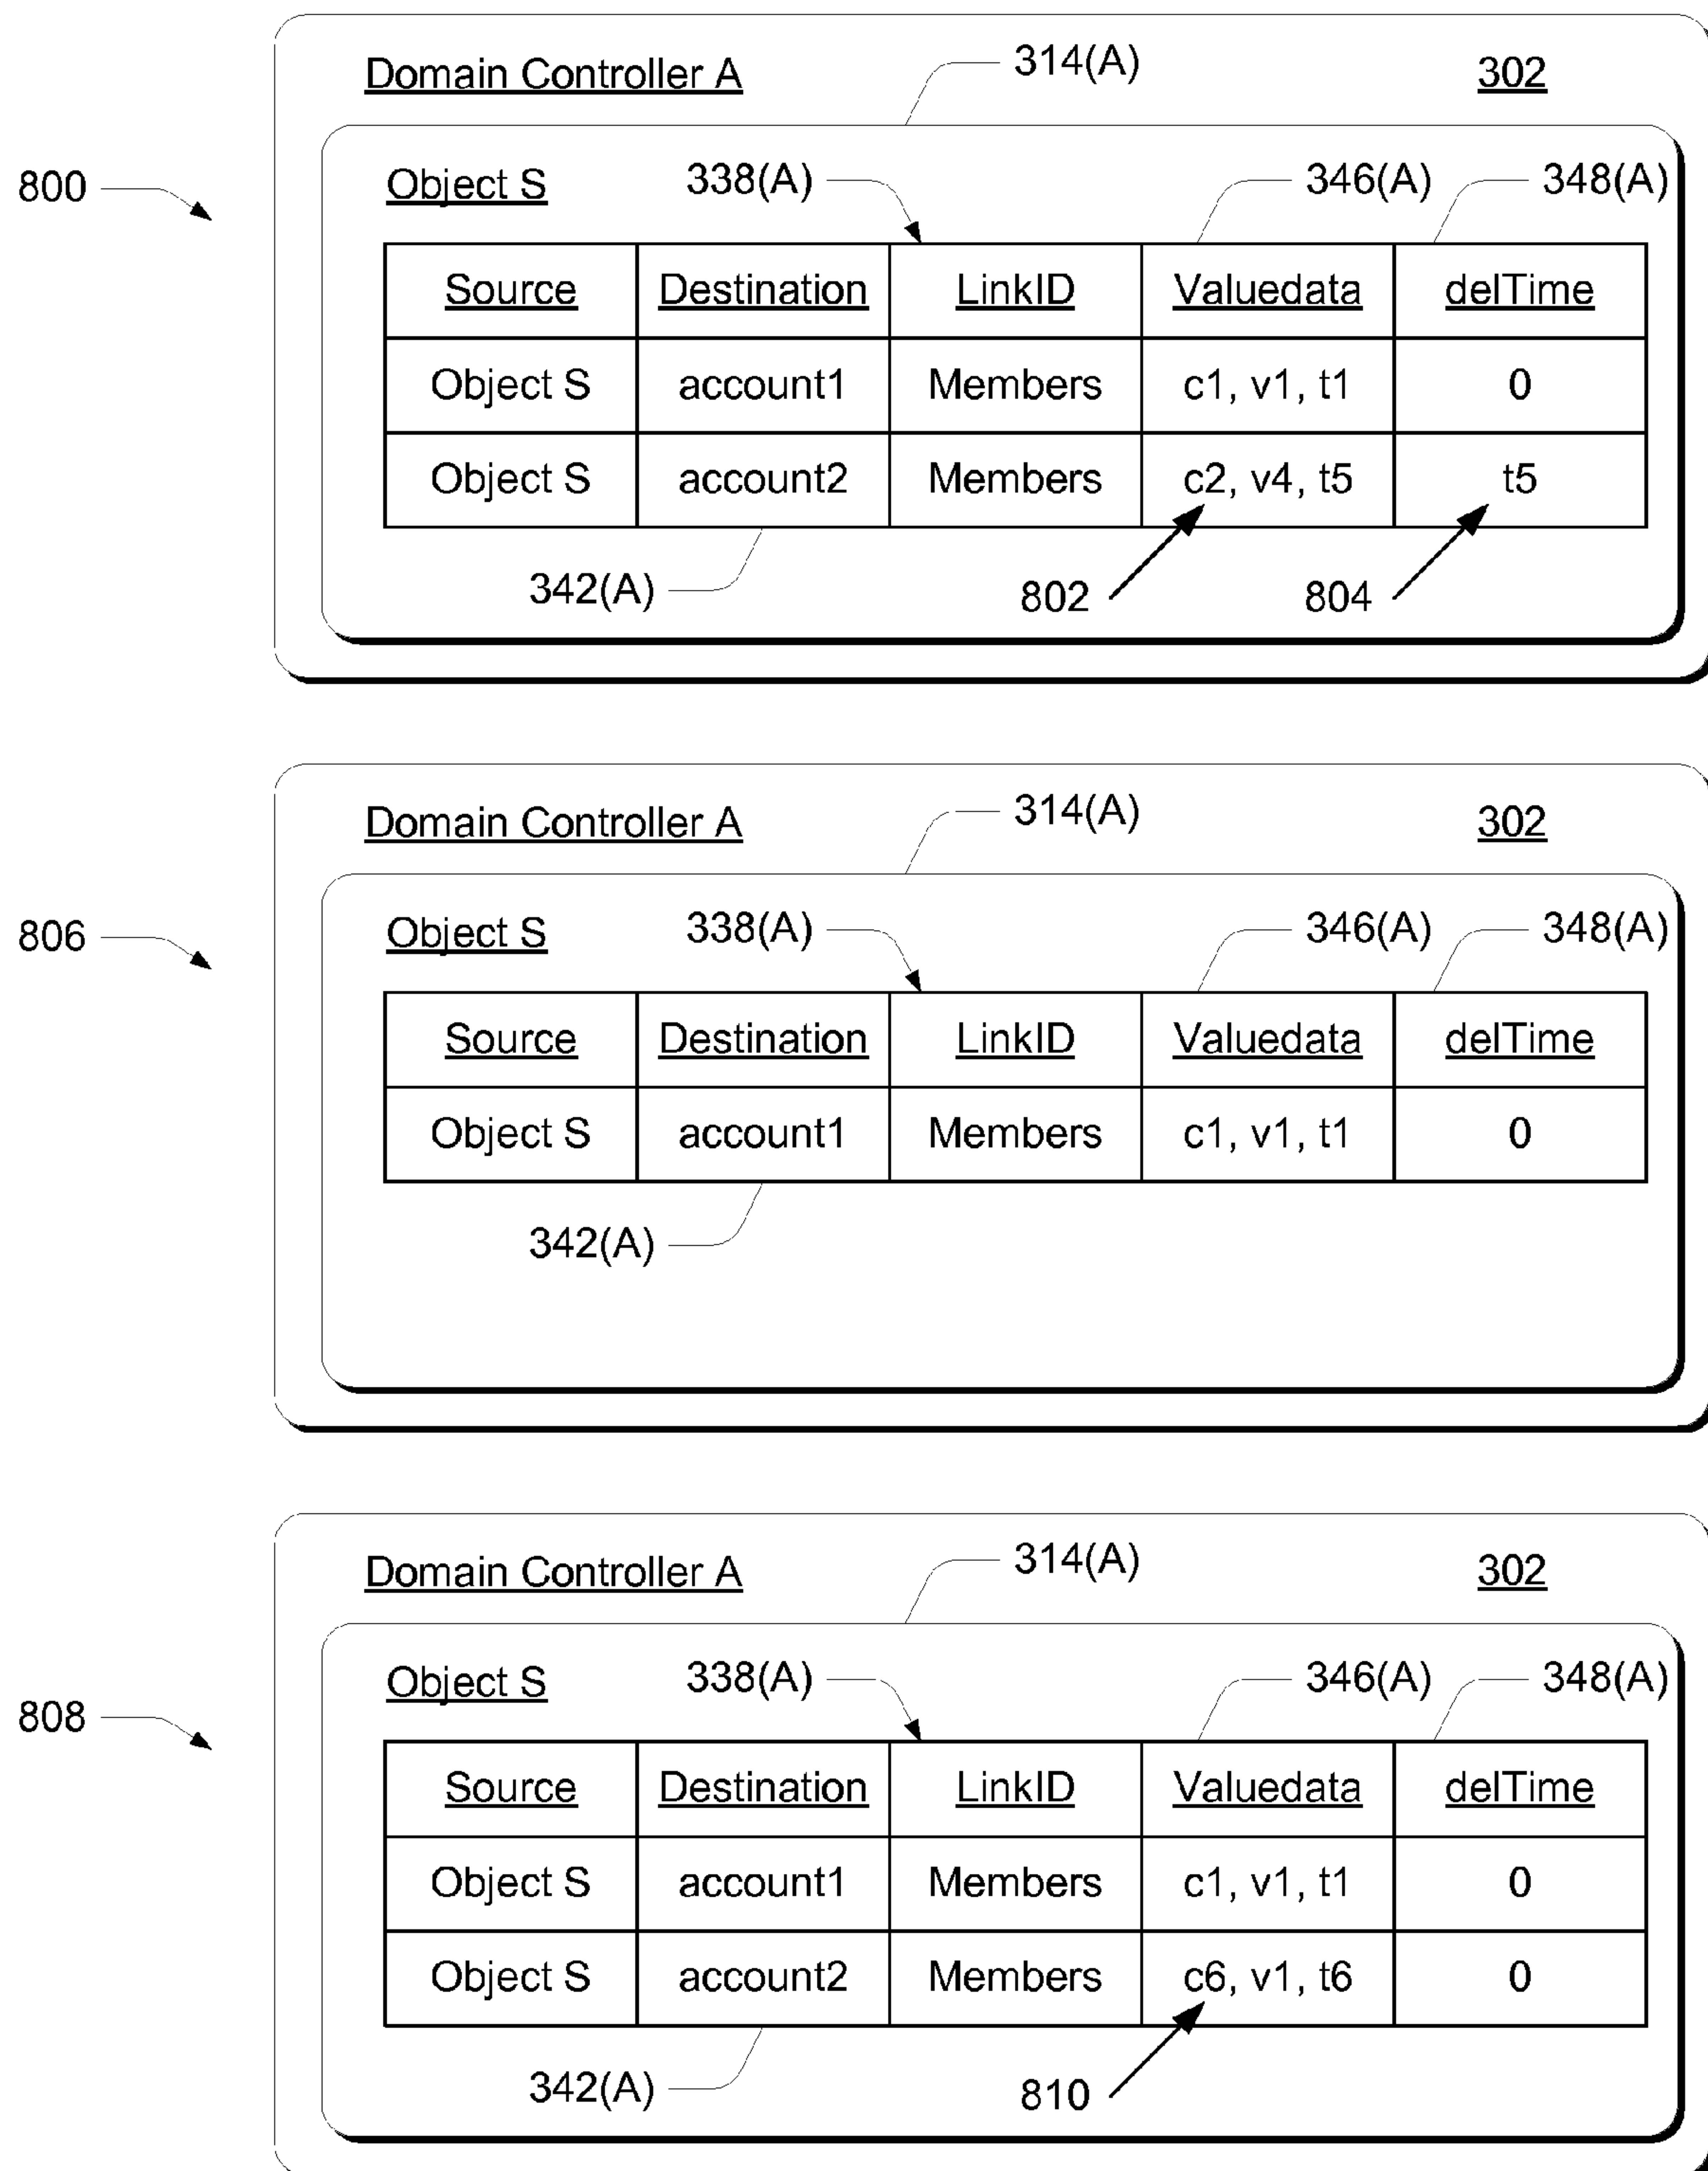 Domain Controller A 314(A) 302
800 Object S 338(A) 346(A) 348(A)
Source Destination LinkID Valuedata delTime
Object S account1 Members c1, v1, t1 0
Object S account2 Members c2, v4, t5 t5
342(A) 802 804
Domain Controller A 314(A) 302
806 Object S 338(A) 346(A) 348(A)
Source Destination LinkID Valuedata delTime
Object S account1 Members c1, v1, t1 0
342(A)
Domain Controller A 314(A) 302
808 Object S 338(A) 346(A) 348(A)
Source Destination LinkID Valuedata delTime
Object S account1 Members c1, v1, t1 0
Object S account2 Members c6, v1, t6 0
342(A) 810